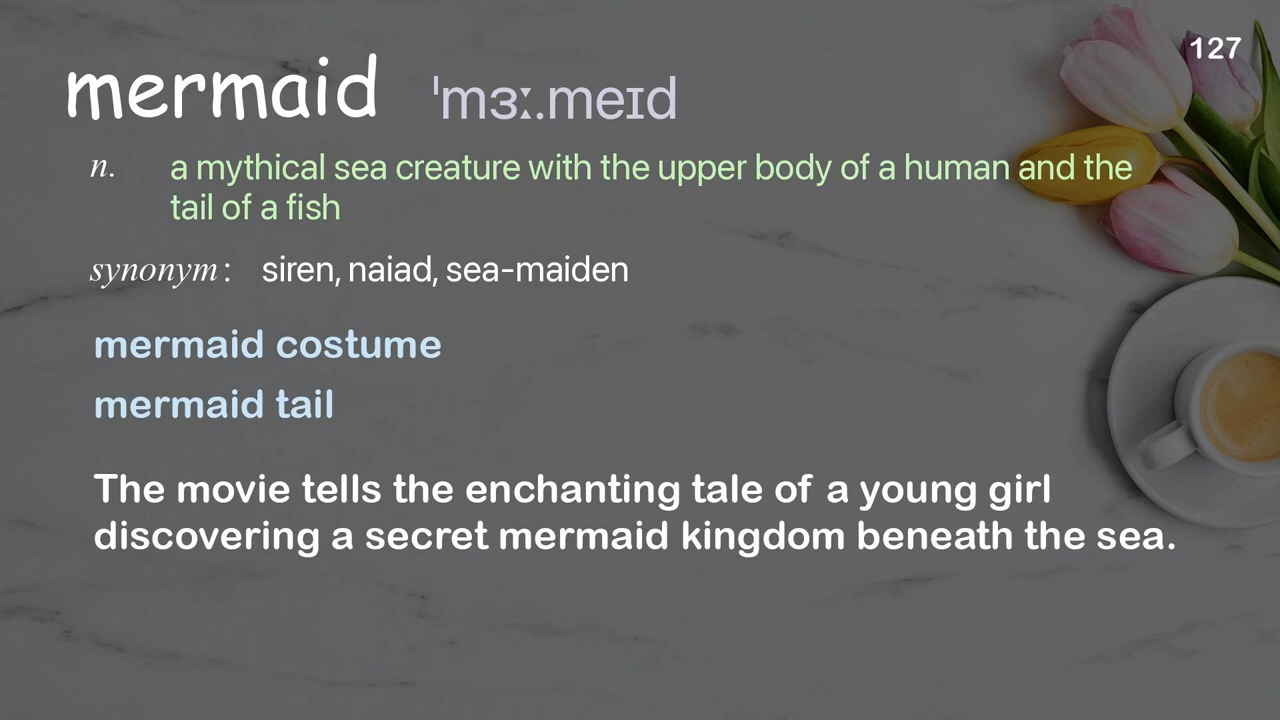 127
mermaid ˈmɜː.meɪd
n. a mythical sea creature with the upper body of a human and the
tail of a fish
synonym: siren, naiad, sea-maiden
mermaid costume
mermaid tail
The movie tells the enchanting tale of a young girl
discovering a secret mermaid kingdom beneath the sea.